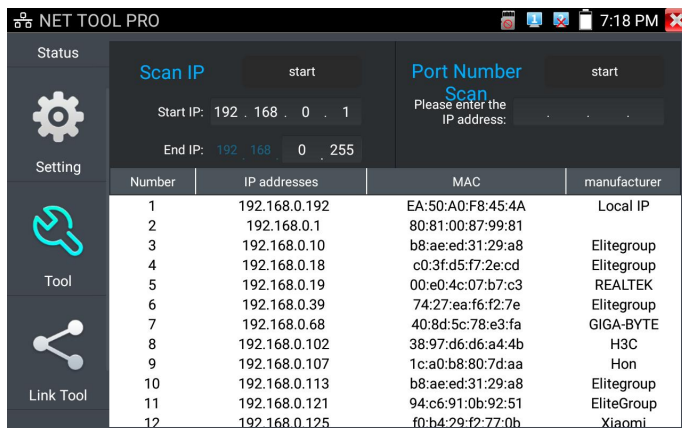 NET TOOL PRO 7:18 PM
Status
Setting
Tool
Link Tool
Scan IP start
Start IP: 192 . 168 . 0 . 1
End IP: 192 . 168 . 0 . 255
Port Number Scan start
Please enter the
IP address: . . .
Number IP addresses MAC manufacturer
1 192.168.0.192 EA:50:A0:F8:45:4A Local IP
2 192.168.0.1 80:81:00:87:99:81
3 192.168.0.10 b8:ae:ed:31:29:a8 Elitegroup
4 192.168.0.18 c0:3f:d5:f7:2e:cd Elitegroup
5 192.168.0.19 00:e0:4c:07:b7:c3 REALTEK
6 192.168.0.39 74:27:ea:f6:f2:7e Elitegroup
7 192.168.0.68 40:8d:5c:78:e3:fa GIGA-BYTE
8 192.168.0.102 38:97:d6:d6:a4:4b H3C
9 192.168.0.107 1c:a0:b8:80:7d:aa Hon
10 192.168.0.113 b8:ae:ed:31:29:a8 Elitegroup
11 192.168.0.121 94:c6:91:0b:92:51 EliteGroup
12 192.168.0.125 f0:b4:29:f2:77:0b Xiaomi